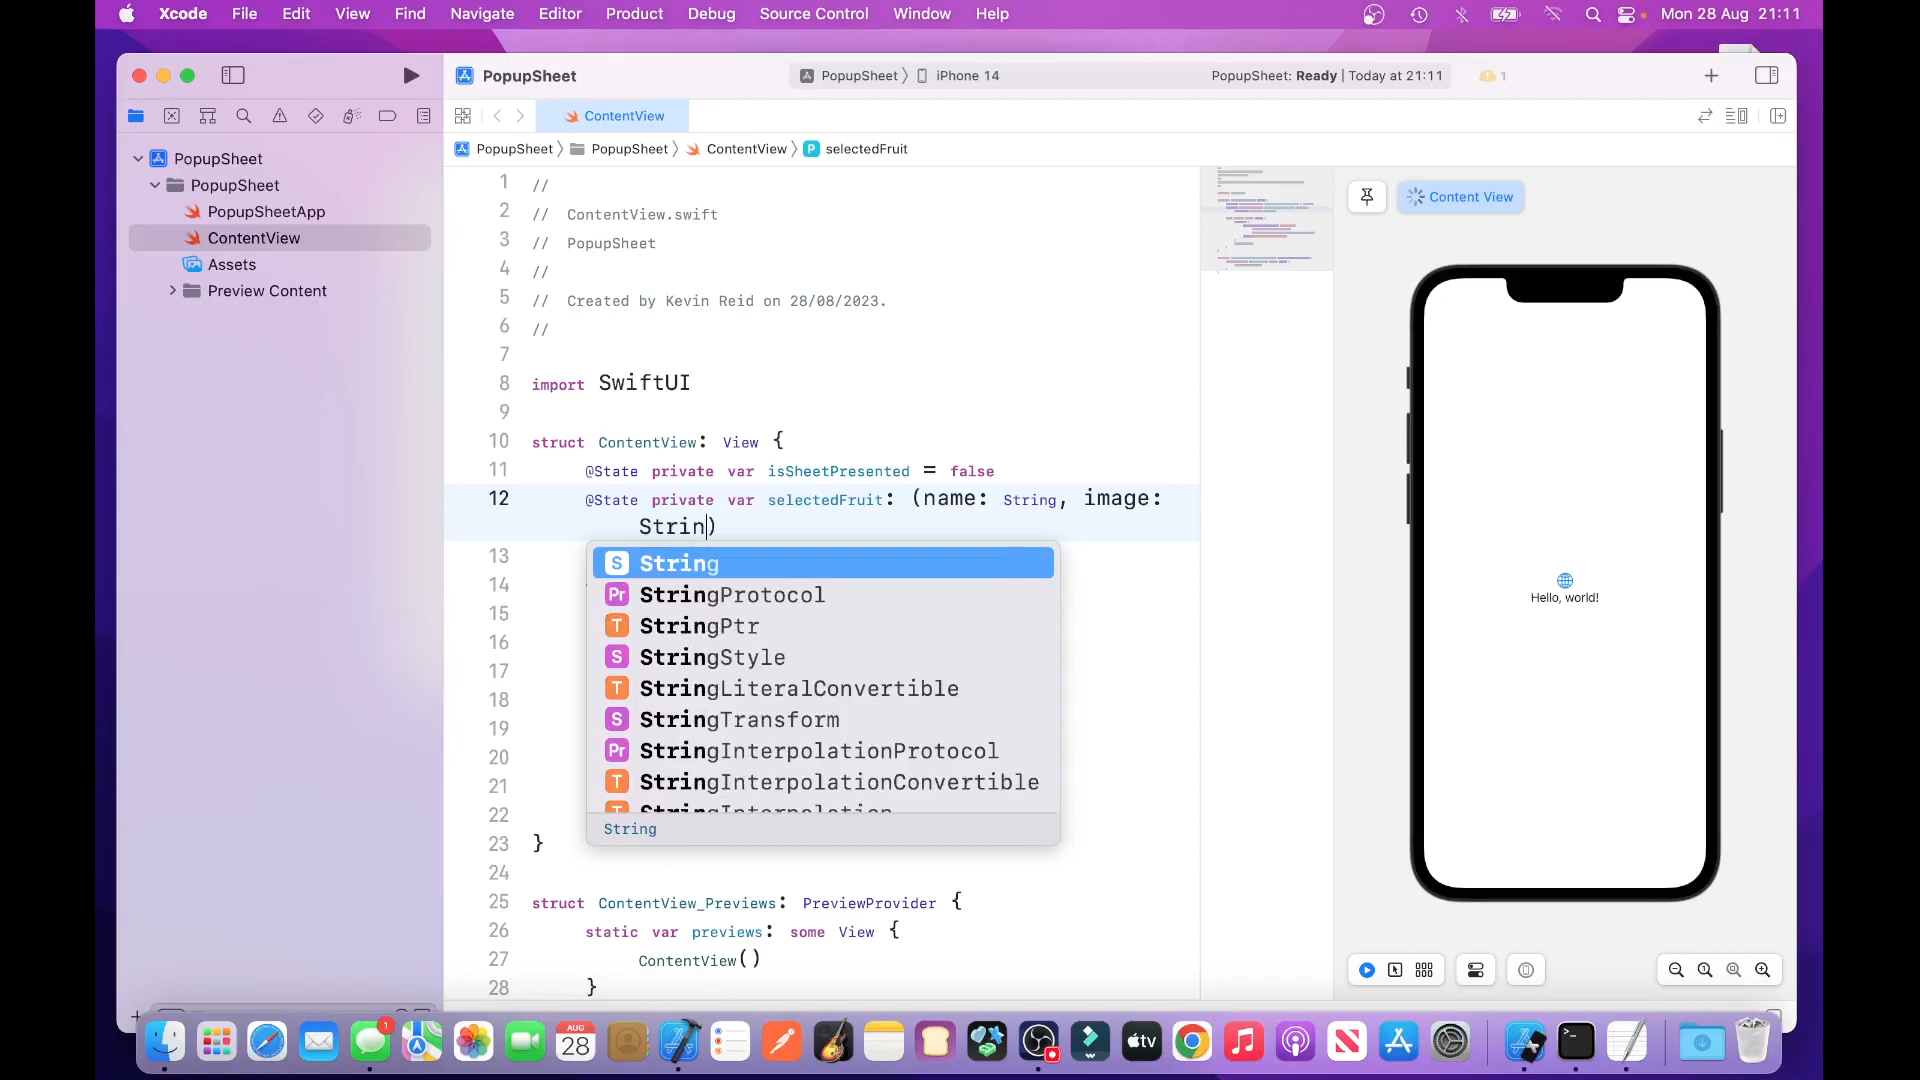 Xcode File Edit View Find Navigate Editor Product Debug Source Control Window Help Mon 28 Aug 21:11
PopupSheet PopupSheet iPhone 14 PopupSheet: Ready | Today at 21:11 1
ContentView
PopupSheet PopupSheet ContentView P selectedFruit
PopupSheet
PopupSheet
PopupSheetApp
ContentView
Assets
Preview Content
1 //
2 // ContentView.swift
3 // PopupSheet
4 //
5 // Created by Kevin Reid on 28/08/2023.
6 //
7
8 import SwiftUI
9
10 struct ContentView: View {
11 @State private var isSheetPresented = false
12 @State private var selectedFruit: (name: String, image:
Strin)
13
14
15
16
17
18
19
20
21
22
23 }
24
25 struct ContentView_Previews: PreviewProvider {
26 static var previews: some View {
27 ContentView()
28 }
S String
Pr StringProtocol
T StringPtr
S StringStyle
T StringLiteralConvertible
S StringTransform
Pr StringInterpolationProtocol
T StringInterpolationConvertible
T StringInterpolation
String
Content View
Hello, world!
1
AUG
28
tv